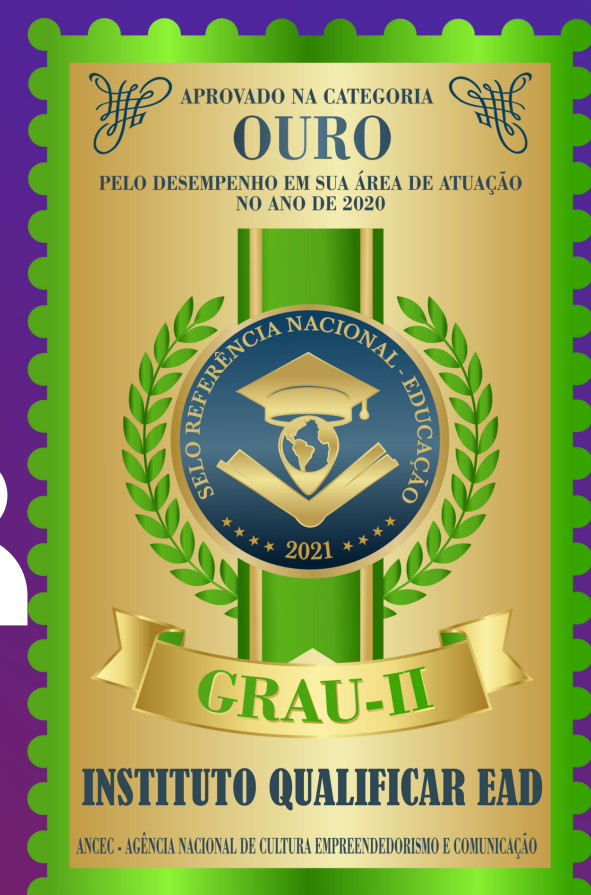 APROVADO NA CATEGORIA
OURO
PELO DESEMPENHO EM SUA ÁREA DE ATUAÇÃO
NO ANO DE 2020
SELO REFERÊNCIA NACIONAL - EDUCAÇÃO
2021
GRAU-II
INSTITUTO QUALIFICAR EAD
ANCEC - AGÊNCIA NACIONAL DE CULTURA EMPREENDEDORISMO E COMUNICAÇÃO